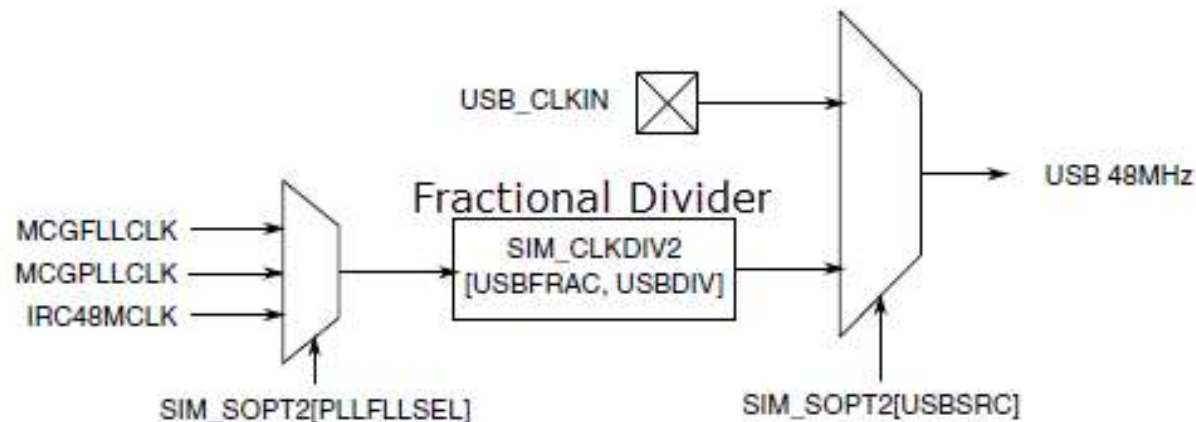 USB_CLKIN
USB 48MHz
Fractional Divider
MCGFLLCLK
SIM_CLKDIV2
MCGPLLCLK
[USBFRAC, USBDIV]
IRC48MCLK
SIM_SOPT2[PLLFLLSEL]
SIM_SOPT2[USBSRC]